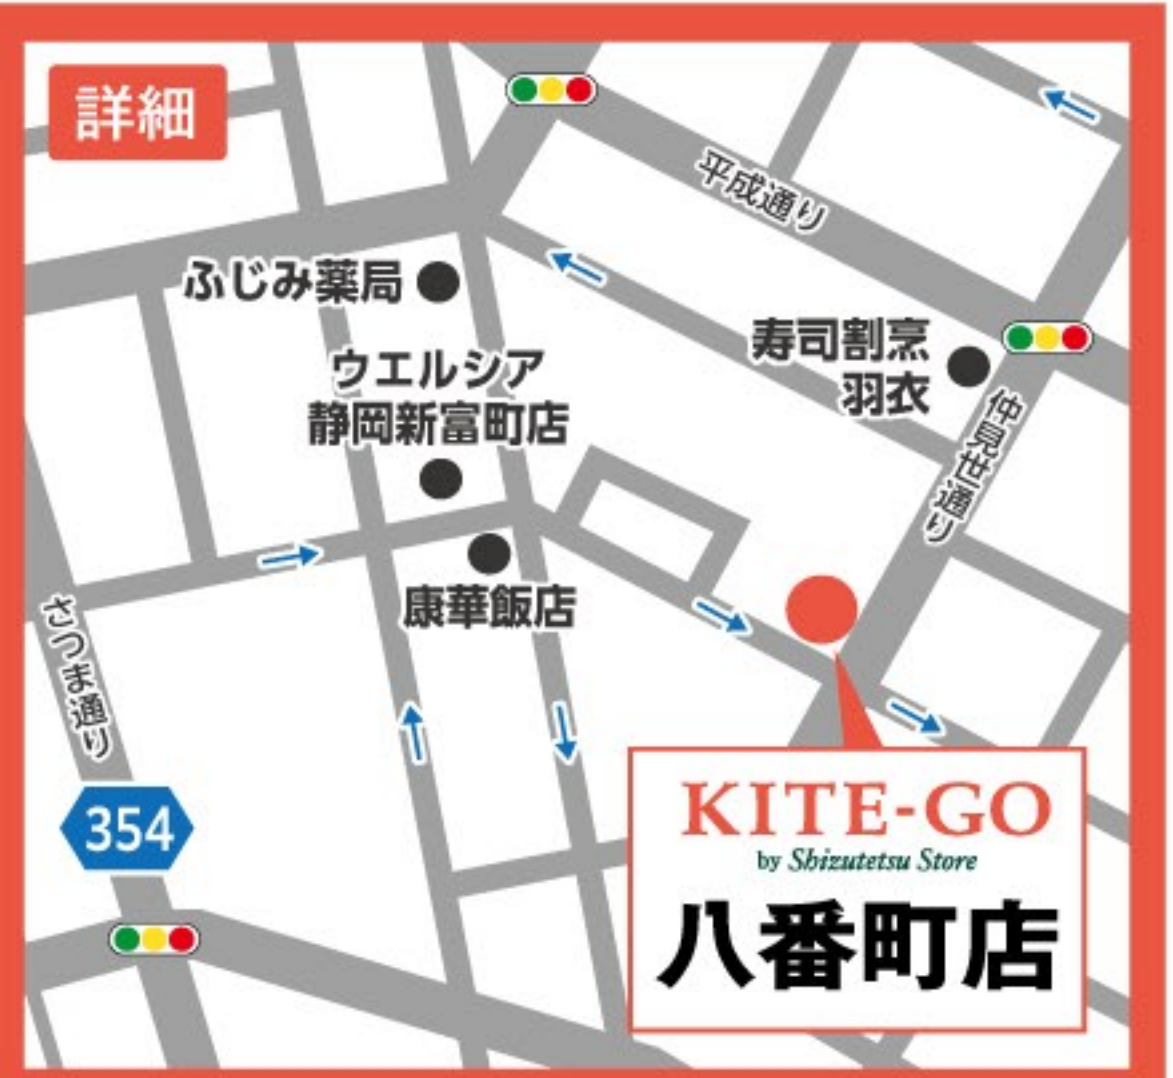 詳細
平成通り
ふじみ薬局
寿司割烹
羽衣
ウエルシア
静岡新富町店
仲見世通り
康華飯店
さつま通り
354
KITE-GO
by Shizutetsu Store
八番町店